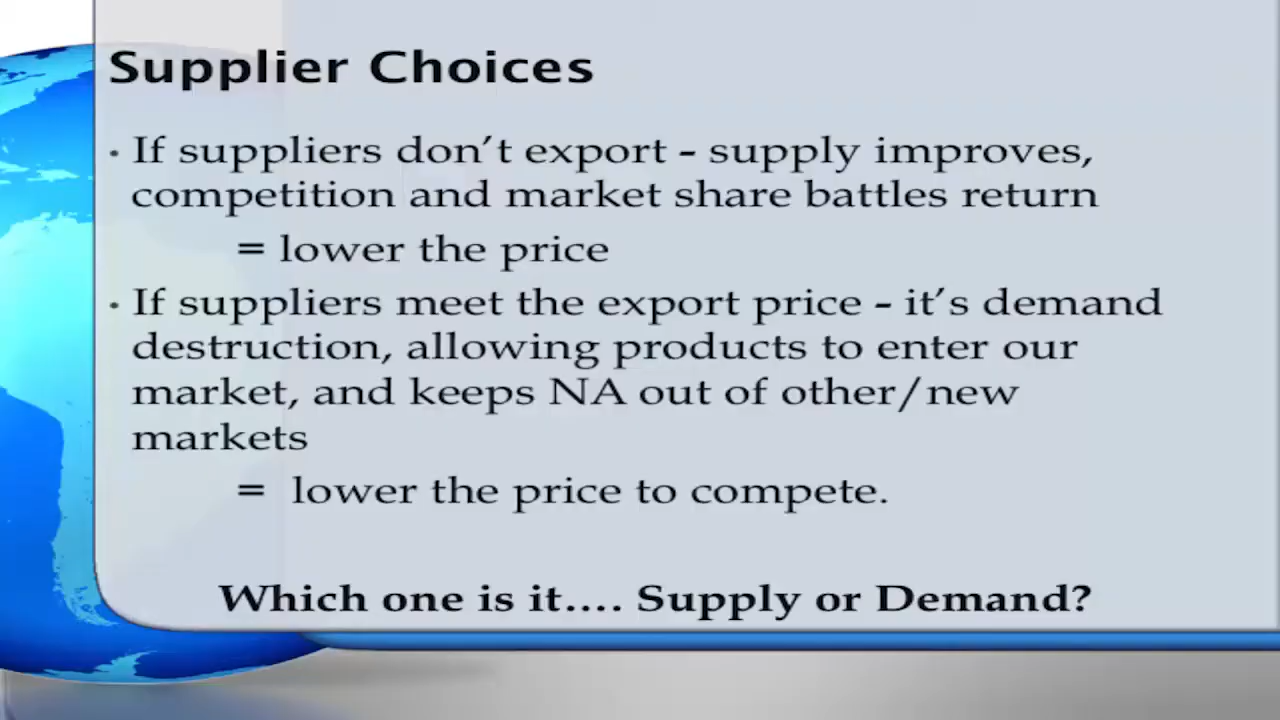 Supplier Choices
• If suppliers don’t export - supply improves,
competition and market share battles return
= lower the price
• If suppliers meet the export price - it’s demand
destruction, allowing products to enter our
market, and keeps NA out of other/new
markets
= lower the price to compete.
Which one is it.... Supply or Demand?